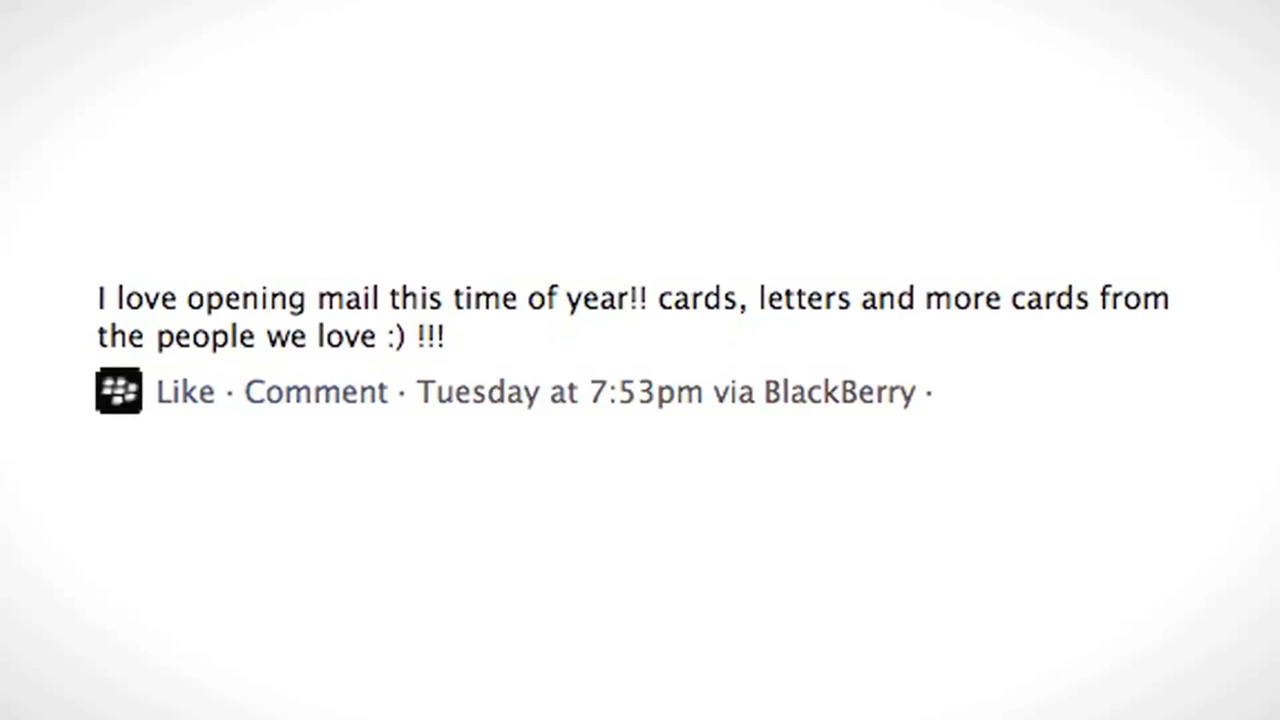 I love opening mail this time of year!! cards, letters and more cards from
the people we love :) !!!
Like · Comment · Tuesday at 7:53pm via BlackBerry ·